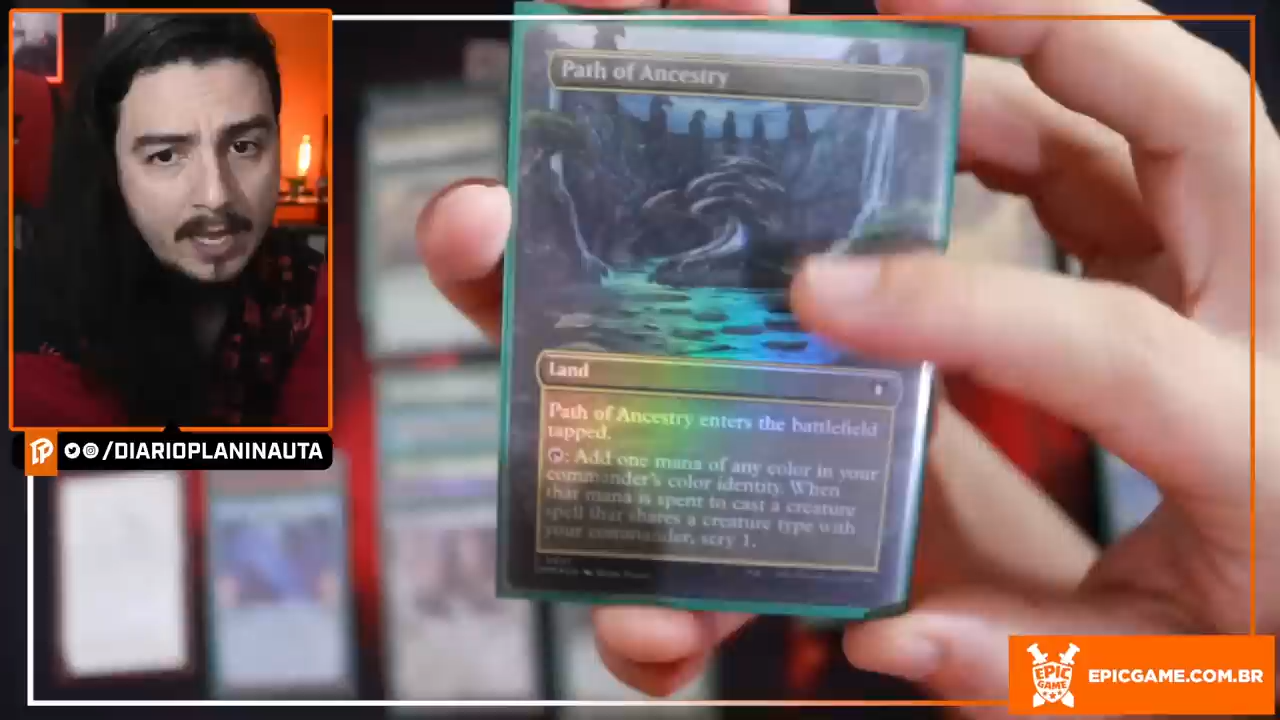 Path of Ancestry
Land
Path of Ancestry enters the battlefield
tapped.
: Add one mana of any color in your
commander's color identity. When
that mana is spent to cast a creature
spell that shares a creature type with
your commander, scry 1.
/DIARIOPLANINAUTA
EPIC
GAME
EPICGAME.COM.BR